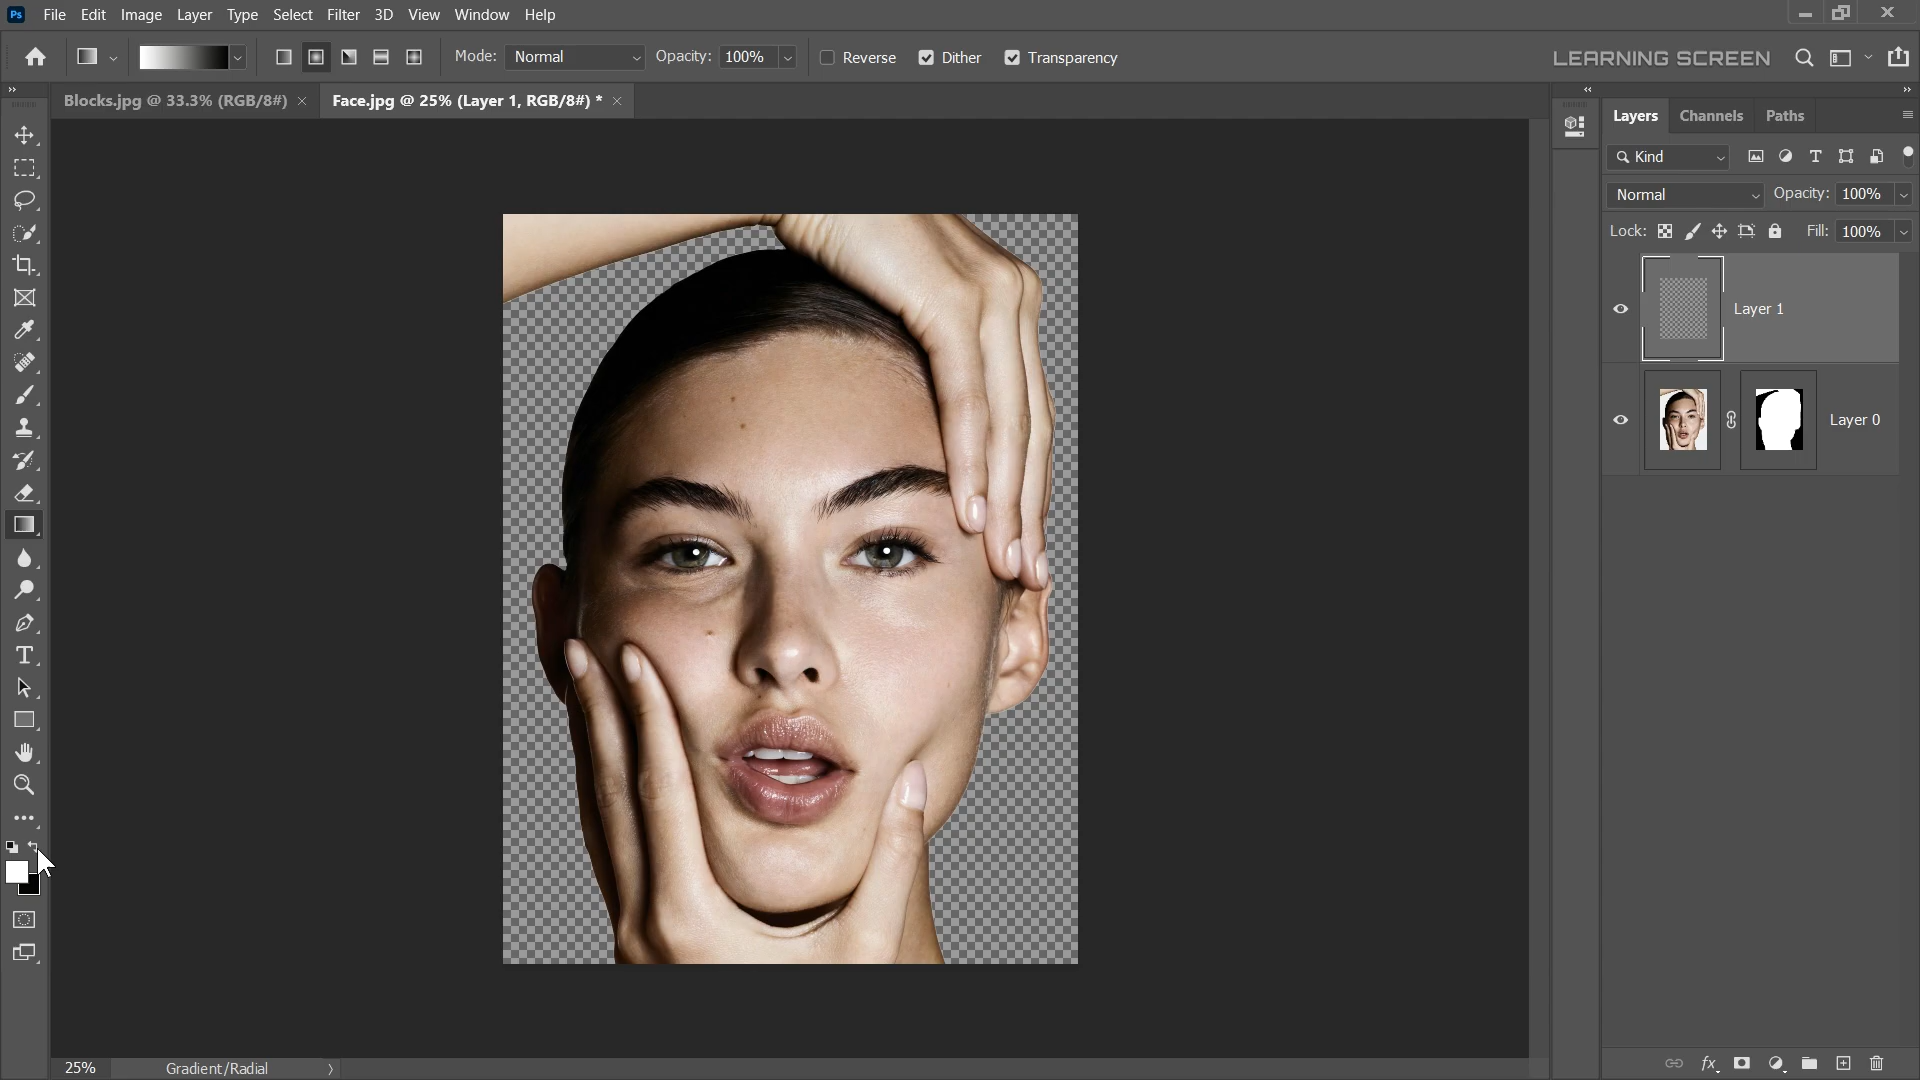 Ps File Edit Image Layer Type Select Filter 3D View Window Help
Mode: Normal Opacity: 100% Reverse Dither Transparency LEARNING SCREEN
Blocks.jpg @ 33.3% (RGB/8#) Face.jpg @ 25% (Layer 1, RGB/8#) *
Layers Channels Paths
Kind
Normal Opacity: 100%
Lock: Fill: 100%
Layer 1
Layer 0
25% Gradient/Radial
fx